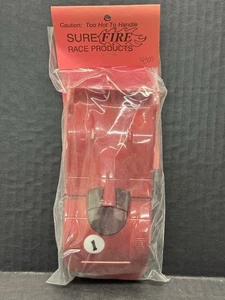 Caution: Too Hot To Handle
SURE FIRE
RACE PRODUCTS
1